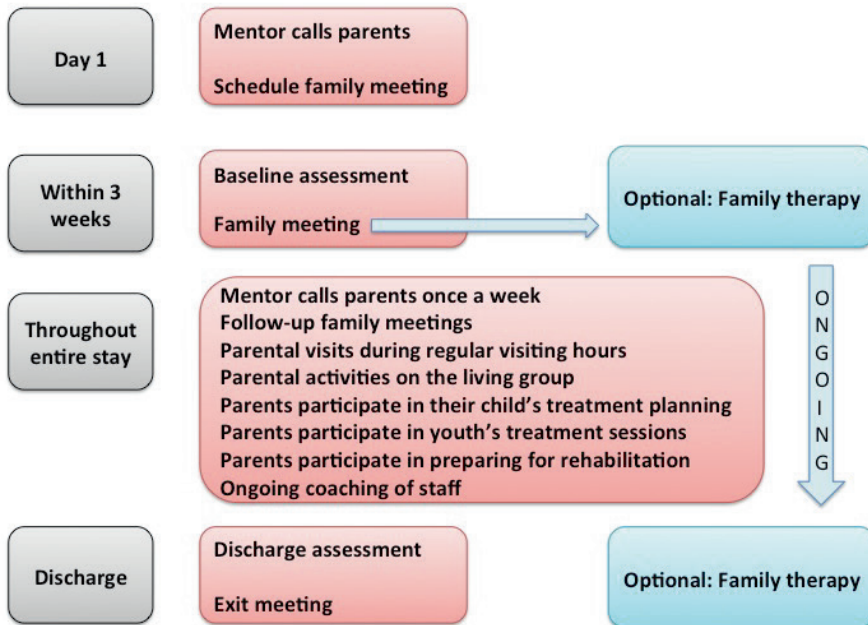 Day 1
Mentor calls parents
Schedule family meeting
Within 3
weeks
Baseline assessment
Family meeting
Optional: Family therapy
Throughout
entire stay
Mentor calls parents once a week
Follow-up family meetings
Parental visits during regular visiting hours
Parental activities on the living group
Parents participate in their child's treatment planning
Parents participate in youth's treatment sessions
Parents participate in preparing for rehabilitation
Ongoing coaching of staff
ONGOING
Discharge
Discharge assessment
Exit meeting
Optional: Family therapy